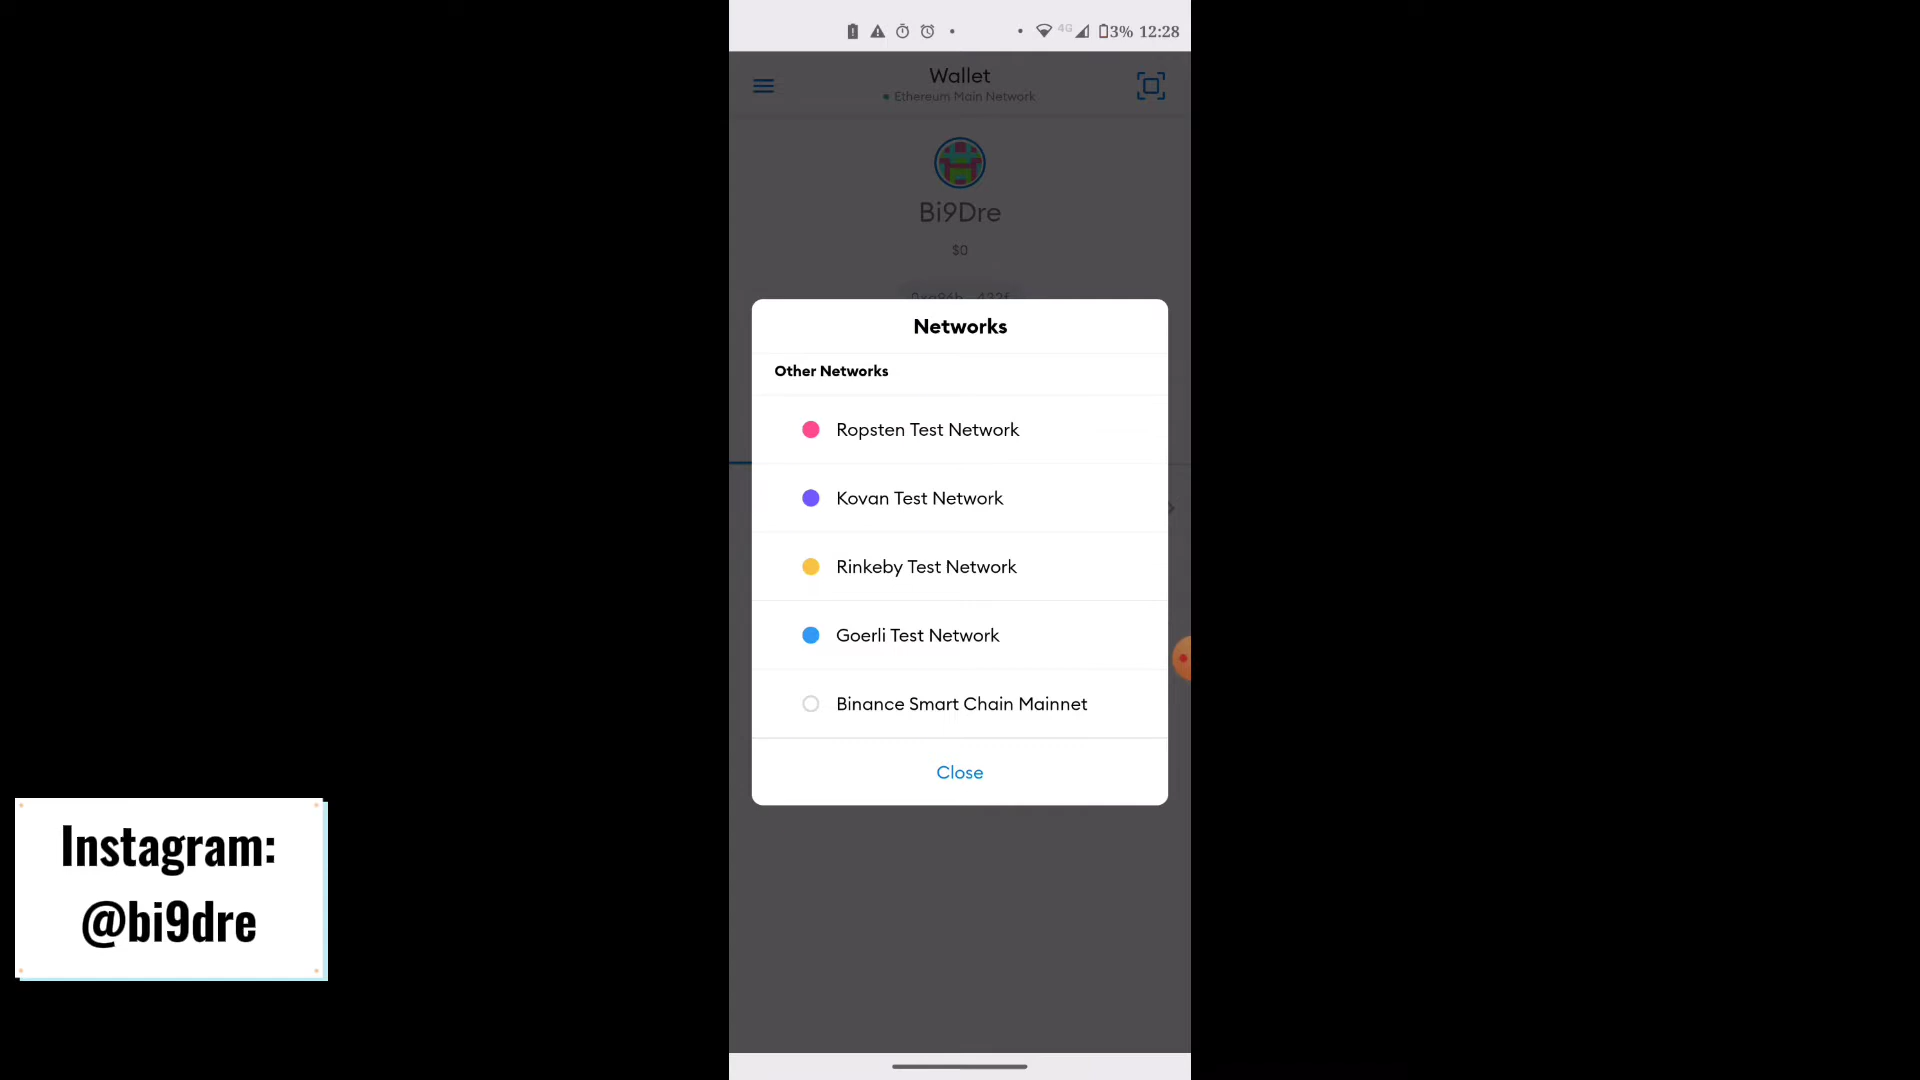 4G 3% 12:28
Wallet
Ethereum Main Network
Bi9Dre
$0
Networks
Other Networks
Ropsten Test Network
Kovan Test Network
Rinkeby Test Network
Goerli Test Network
Binance Smart Chain Mainnet
Close
Instagram:
@bi9dre